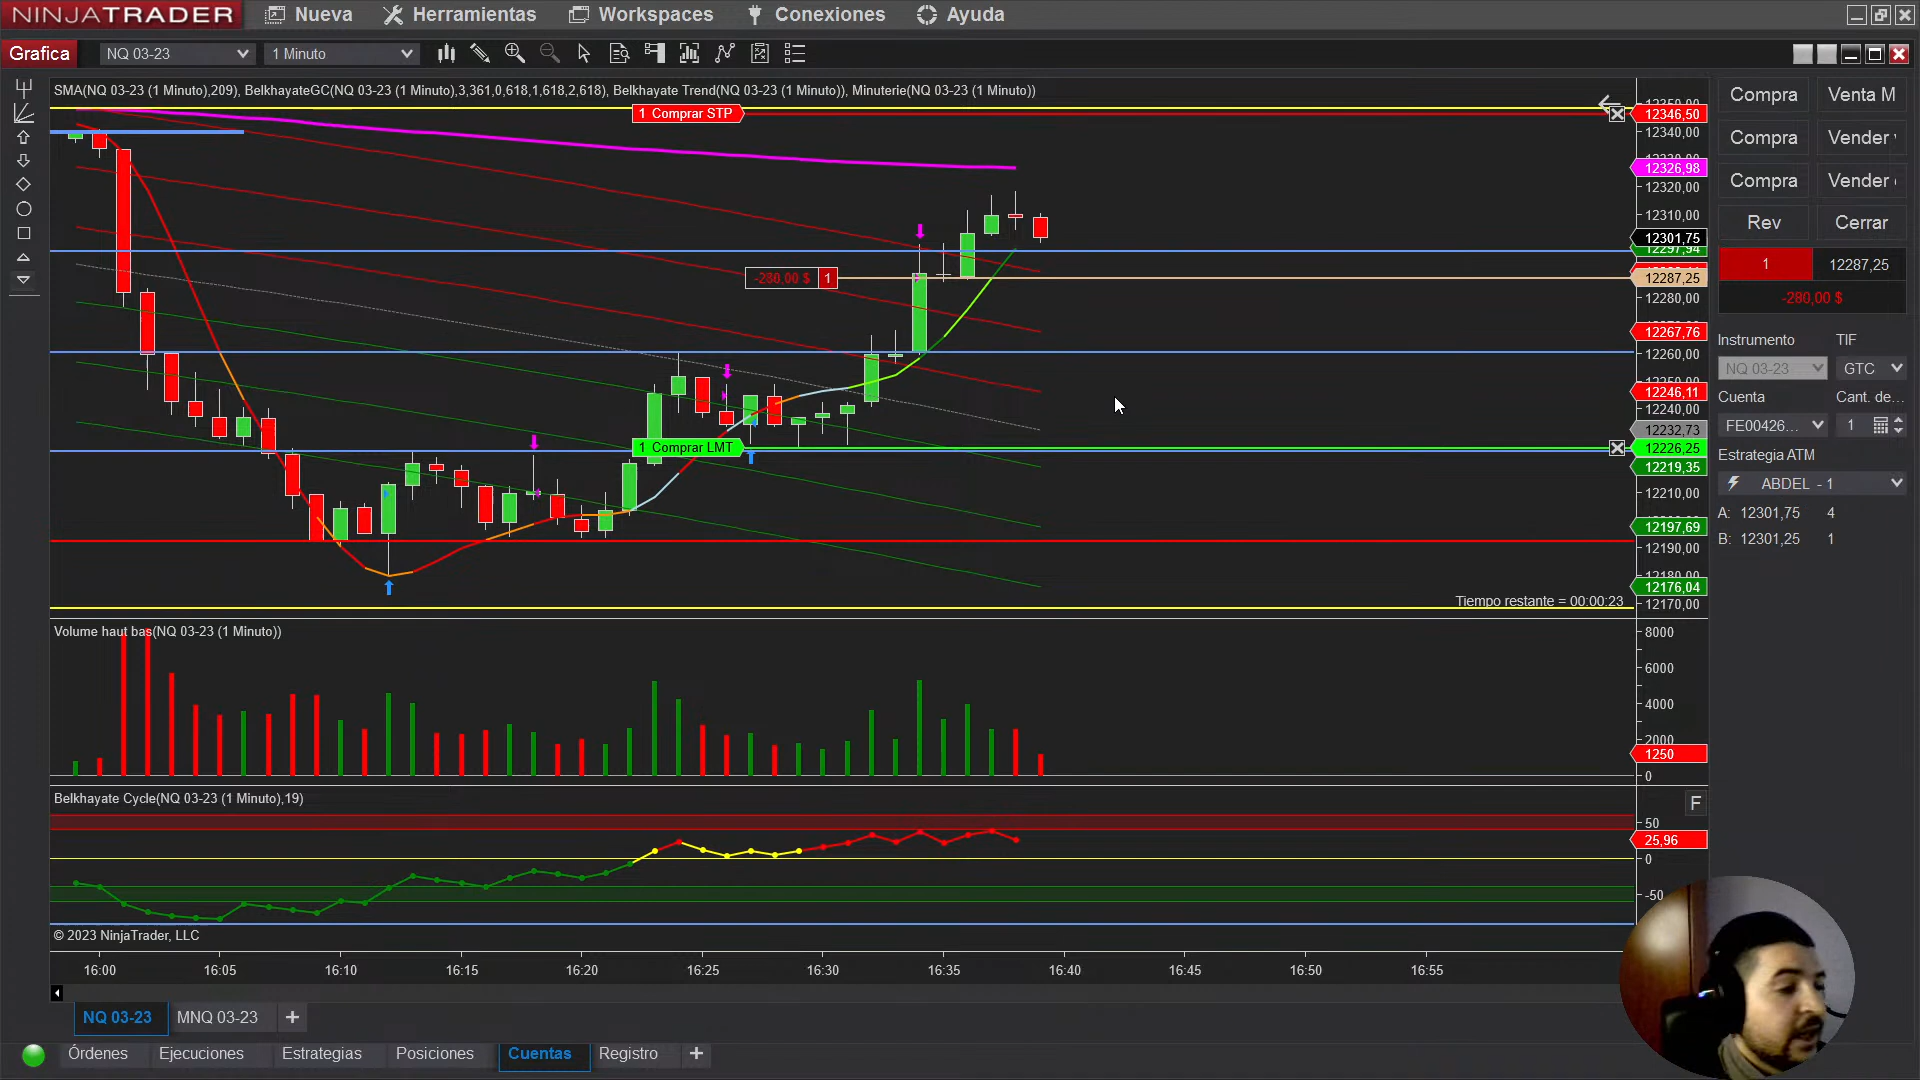 NINJATRADER Nueva Herramientas Workspaces Conexiones Ayuda
Grafica NQ 03-23 1 Minuto
SMA(NQ 03-23 (1 Minuto),209), BelkhayateGC(NQ 03-23 (1 Minuto),3,361,0,618,1,618,2,618), Belkhayate Trend(NQ 03-23 (1 Minuto)), Minuterie(NQ 03-23 (1 Minuto))
1 Comprar STP
-280,00 $ 1
1 Comprar LMT
Tiempo restante = 00:00:23
12346,50
12340,00
12326,98
12320,00
12310,00
12301,75
12297,94
12287,25
12280,00
12267,76
12260,00
12246,11
12240,00
12232,73
12226,25
12219,35
12210,00
12197,69
12190,00
12180,00
12176,04
12170,00
Volume haut bas(NQ 03-23 (1 Minuto))
8000
6000
4000
2000
1250
0
Belkhayate Cycle(NQ 03-23 (1 Minuto),19)
F
50
25,96
0
-50
© 2023 NinjaTrader, LLC
16:00 16:05 16:10 16:15 16:20 16:25 16:30 16:35 16:40 16:45 16:50 16:55
NQ 03-23 MNQ 03-23 +
Órdenes Ejecuciones Estrategias Posiciones Cuentas Registro +
Compra Venta M
Compra Vender
Compra Vender
Rev Cerrar
1 12287,25
-280,00 $
Instrumento TIF
NQ 03-23 GTC
Cuenta Cant. de...
FE00426... 1
Estrategia ATM
ABDEL - 1
A: 12301,75 4
B: 12301,25 1